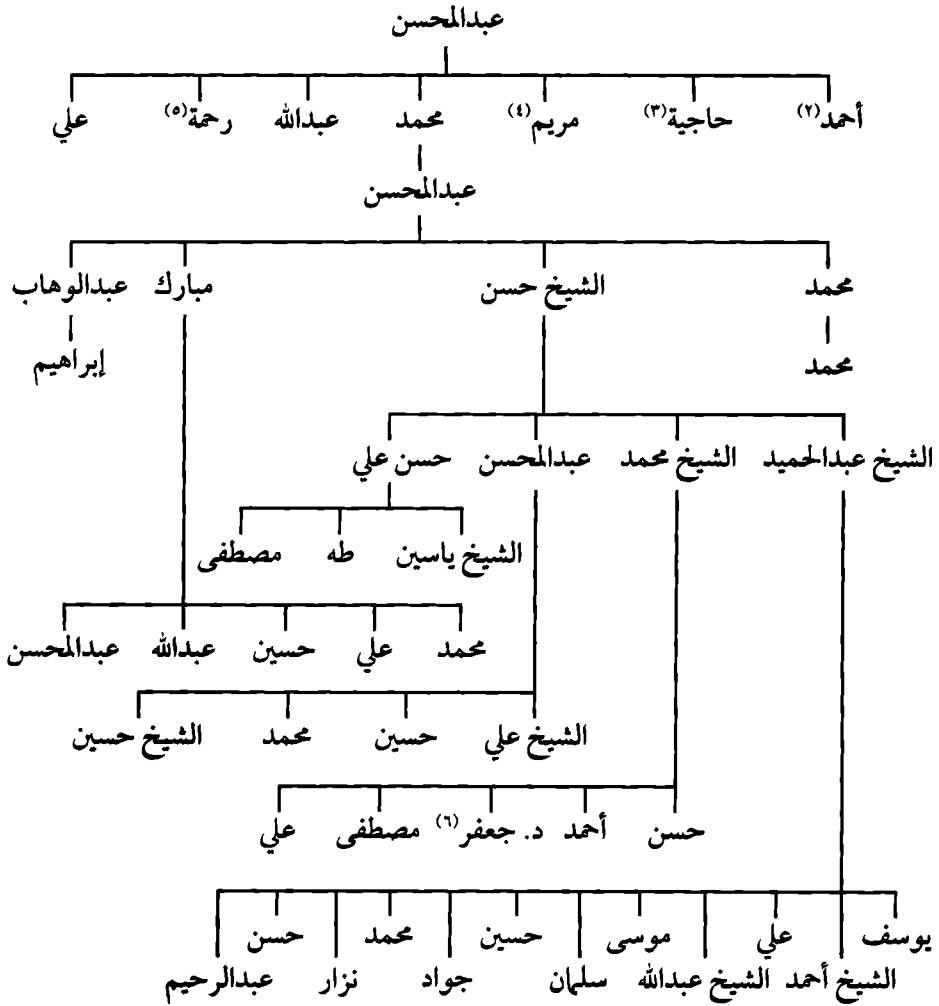 عبدالمحسن
أحمد(٢) حاجية(٣) مريم(٤) محمد عبدالله رحمة(٥) علي
عبدالمحسن
محمد الشيخ حسن مبارك عبدالوهاب
محمد إبراهيم
الشيخ عبدالحميد الشيخ محمد عبدالمحسن حسن علي
الشيخ ياسين طه مصطفى
محمد علي حسين عبدالله عبدالمحسن
الشيخ علي حسين محمد الشيخ حسين
حسن أحمد د. جعفر(٦) مصطفى علي
يوسف علي موسى حسين محمد حسن
الشيخ أحمد الشيخ عبدالله سلمان جواد نزار عبدالرحيم